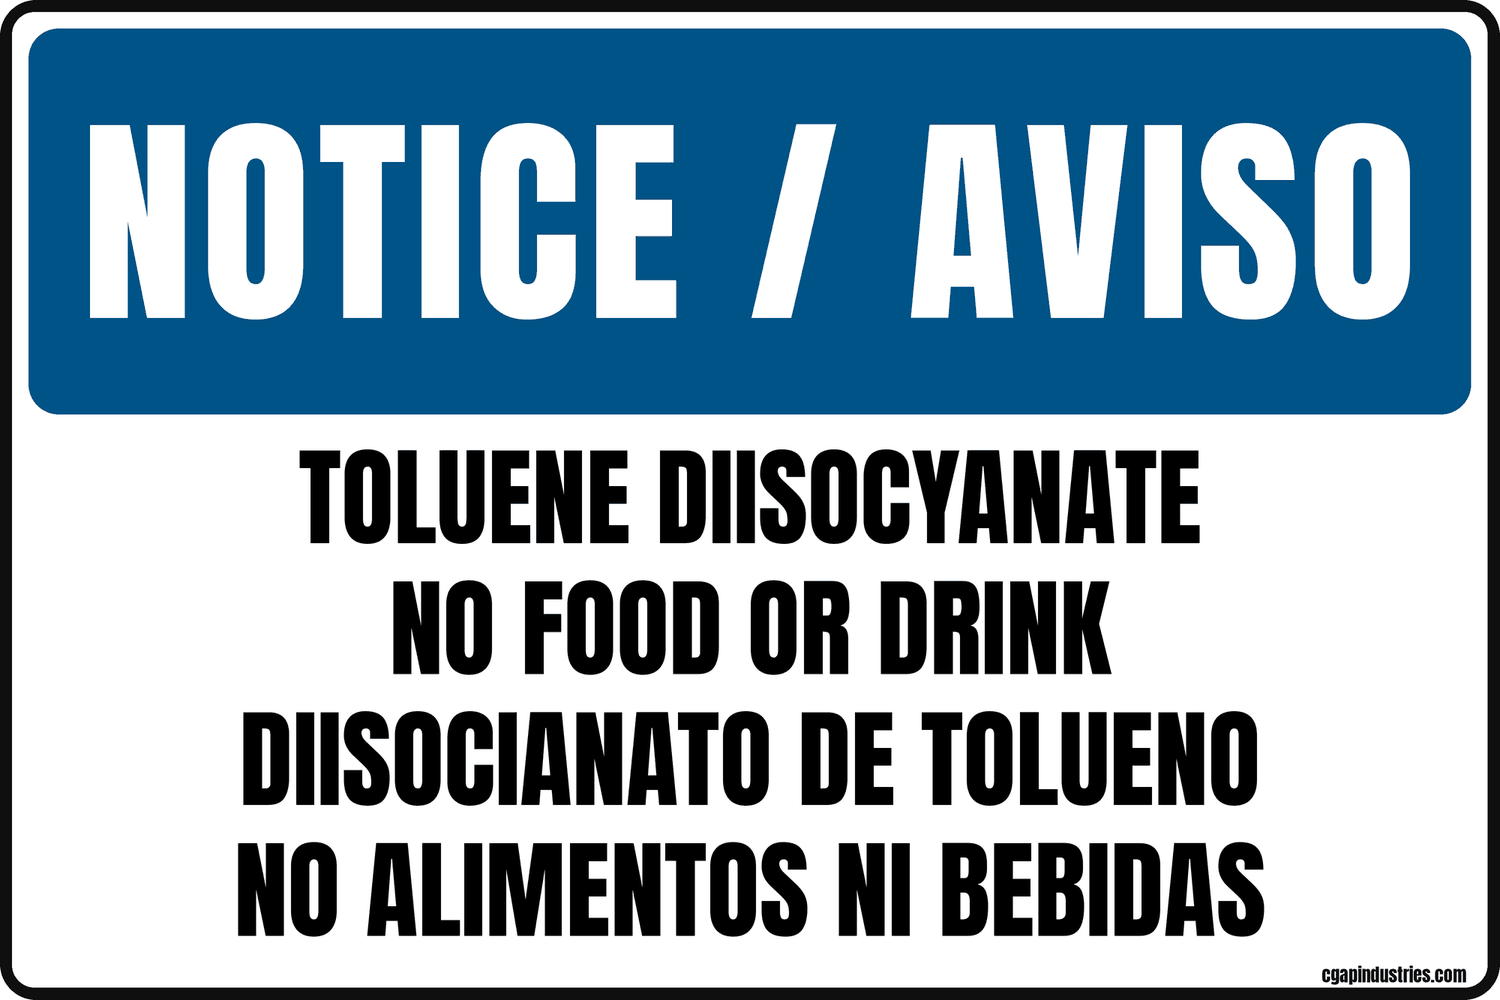 NOTICE / AVISO
TOLUENE DIISOCYANATE
NO FOOD OR DRINK
DIISOCIANATO DE TOLUENO
NO ALIMENTOS NI BEBIDAS
cgapindustries.com